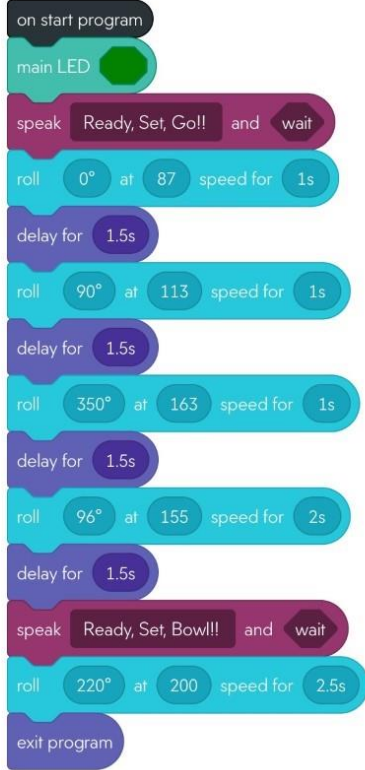 on start program
main LED
speak Ready, Set, Go!! and wait
roll 0° at 87 speed for 1s
delay for 1.5s
roll 90° at 113 speed for 1s
delay for 1.5s
roll 350° at 163 speed for 1s
delay for 1.5s
roll 96° at 155 speed for 2s
delay for 1.5s
speak Ready, Set, Bowl!! and wait
roll 220° at 200 speed for 2.5s
exit program